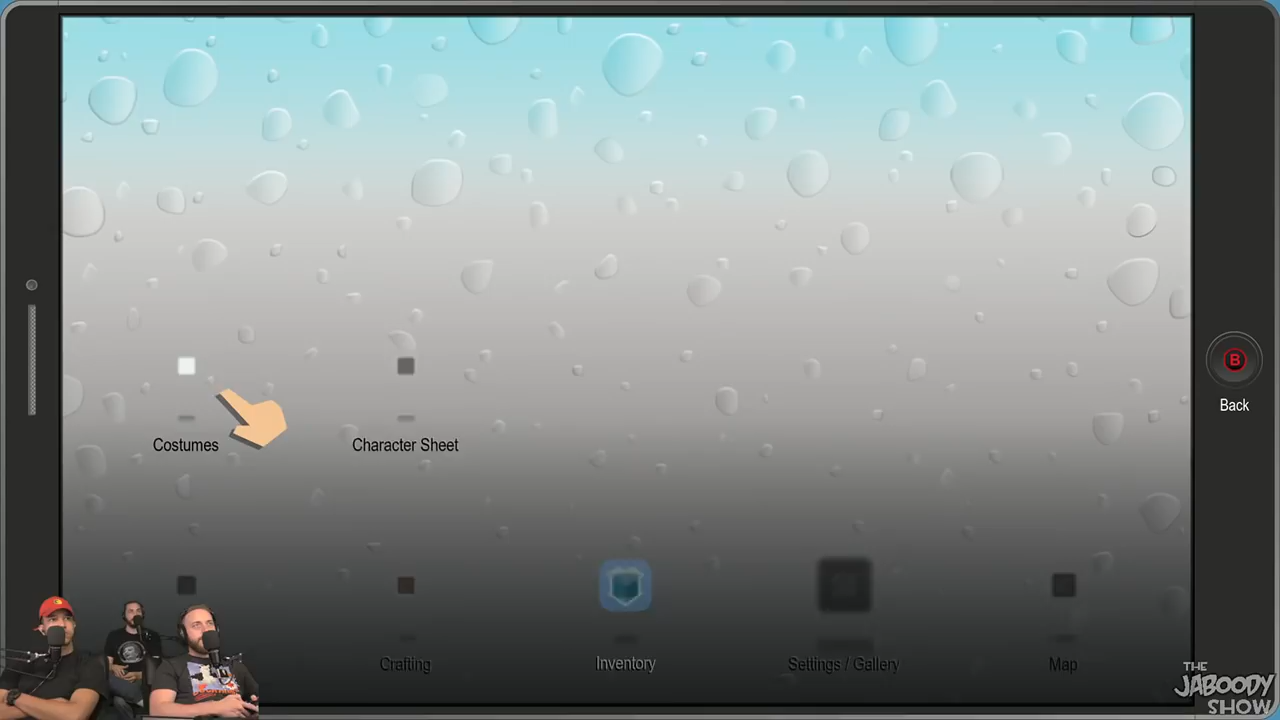 B
Back
Costumes
Character Sheet
Crafting
Inventory
Settings / Gallery
Map
THE
JABOODY
SHOW